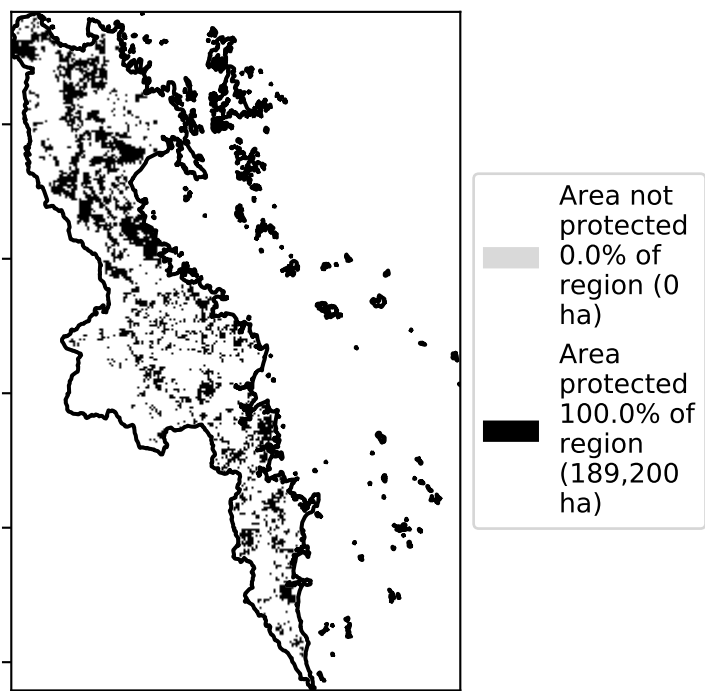 Area not
protected
0.0% of
region (0
ha)
Area
protected
100.0% of
region
(189,200
ha)